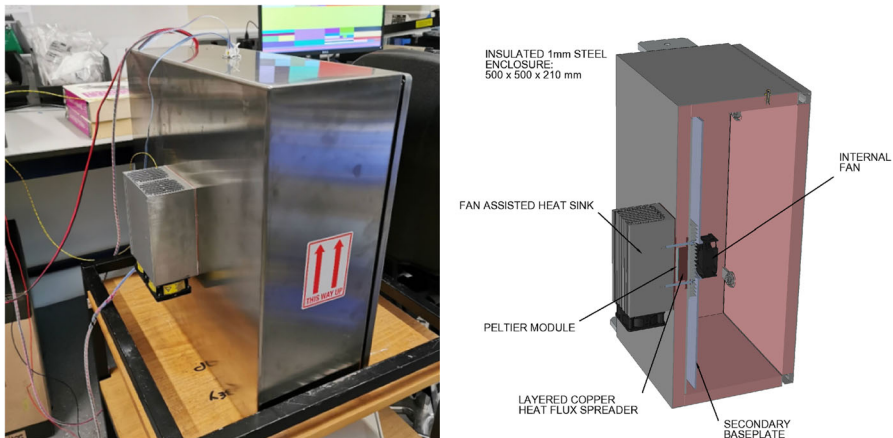 THIS WAY UP
INSULATED 1mm STEEL
ENCLOSURE:
500 x 500 x 210 mm
INTERNAL
FAN
FAN ASSISTED HEAT SINK
PELTIER MODULE
LAYERED COPPER
HEAT FLUX SPREADER
SECONDARY
BASEPLATE